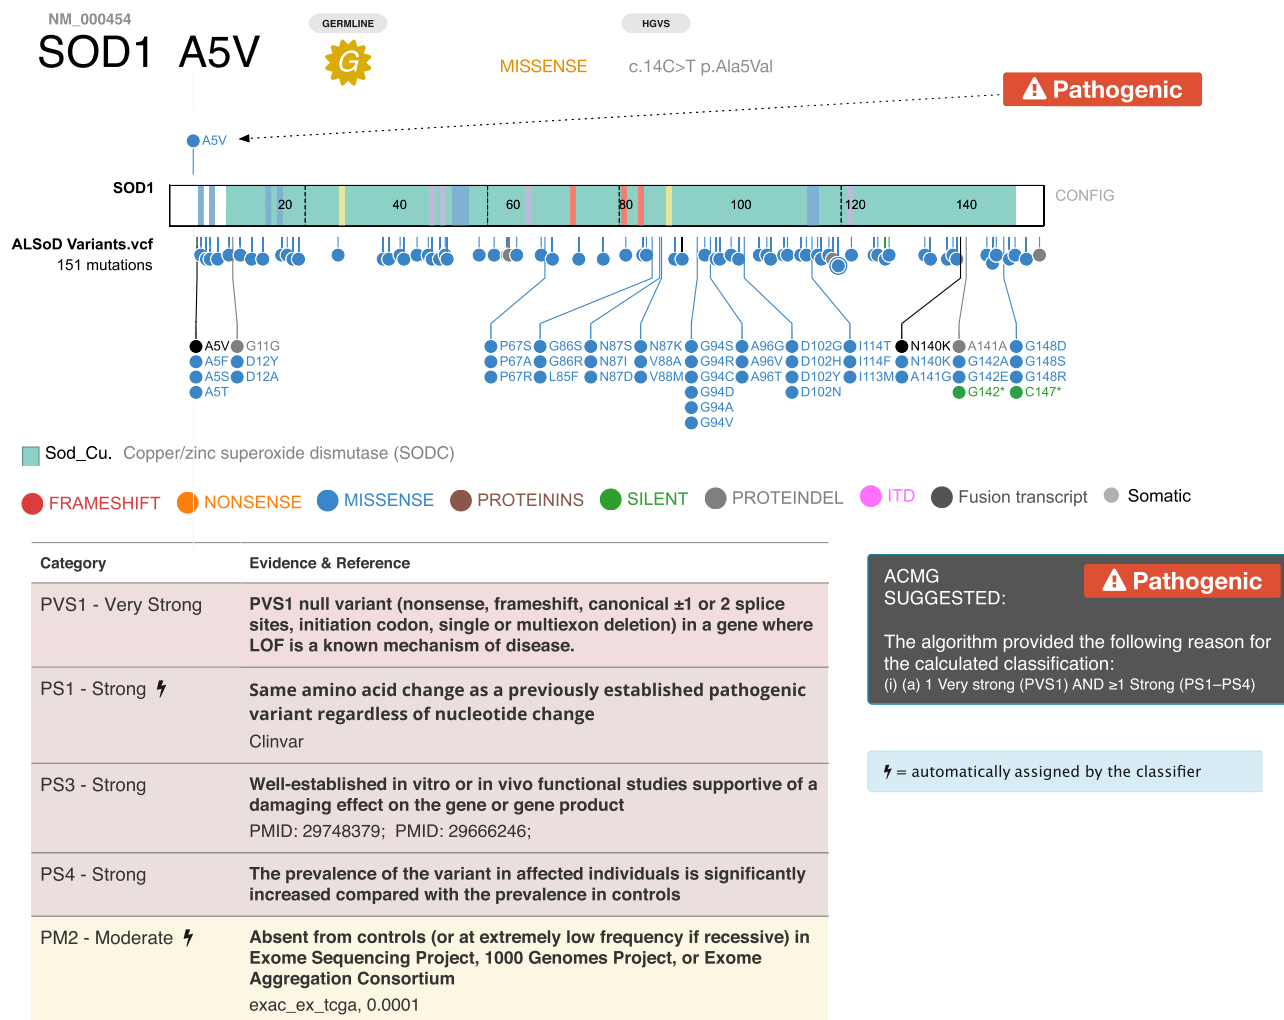 NM_000454
SOD1 A5V
GERMLINE
G
HGVS
MISSENSE
c.14C>T p.Ala5Val
Pathogenic
A5V
SOD1
20 40 60 80 100 120 140
CONFIG
ALSoD Variants.vcf
151 mutations
A5V G11G P67S G86S N87S N87K G94S A96G D102G I114T N140K A141A G148D
A5F D12Y P67A G86R N87I V88A G94R A96V D102H I114F N140K G142A G148S
A5S D12A P67R L85F N87D V88M G94C A96T D102Y I113M A141G G142E G148R
A5T G94D D102N G142* C147*
G94A
G94V
Sod_Cu. Copper/zinc superoxide dismutase (SODC)
FRAMESHIFT NONSENSE MISSENSE PROTEININS SILENT PROTEINDEL ITD Fusion transcript Somatic
Category Evidence & Reference
PVS1 - Very Strong PVS1 null variant (nonsense, frameshift, canonical ±1 or 2 splice
sites, initiation codon, single or multiexon deletion) in a gene where
LOF is a known mechanism of disease.
PS1 - Strong Same amino acid change as a previously established pathogenic
variant regardless of nucleotide change
Clinvar
PS3 - Strong Well-established in vitro or in vivo functional studies supportive of a
damaging effect on the gene or gene product
PMID: 29748379; PMID: 29666246;
PS4 - Strong The prevalence of the variant in affected individuals is significantly
increased compared with the prevalence in controls
PM2 - Moderate Absent from controls (or at extremely low frequency if recessive) in
Exome Sequencing Project, 1000 Genomes Project, or Exome
Aggregation Consortium
exac_ex_tcga, 0.0001
ACMG
SUGGESTED:
Pathogenic
The algorithm provided the following reason for
the calculated classification:
(i) (a) 1 Very strong (PVS1) AND ≥1 Strong (PS1–PS4)
= automatically assigned by the classifier